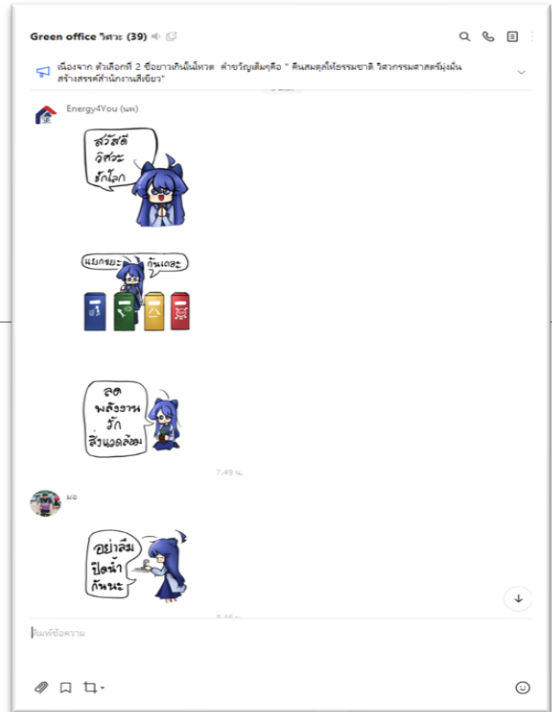 Green office วิศวะ (39)
เนื่องจาก ตัวเลือกที่ 2 ชื่อยาวเกินในโหวต คำขวัญเต็มๆคือ " คืนสมดุลให้ธรรมชาติ วิศวกรรมศาสตร์มุ่งมั่น
สร้างสรรค์สำนักงานสีเขียว"
Energy4You (นพ)
สวัสดี
วิศวะ
รักโลก
แยกขยะ กันเถอะ
ลด
พลังงาน
รัก
สิ่งแวดล้อม
7.49 น.
มอ
อย่าลืม
ปิดน้ำ
กันนะ
พิมพ์ข้อความ